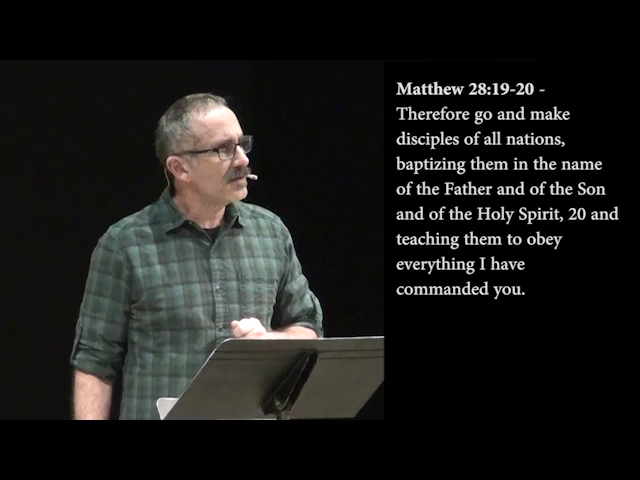 Matthew 28:19-20 -
Therefore go and make
disciples of all nations,
baptizing them in the name
of the Father and of the Son
and of the Holy Spirit, 20 and
teaching them to obey
everything I have
commanded you.